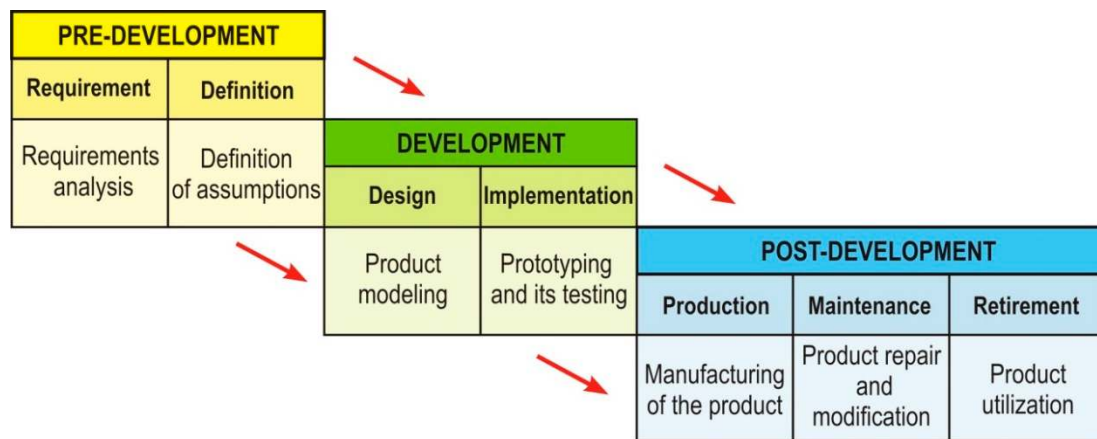 PRE-DEVELOPMENT
Requirement
Definition
Requirements
analysis
Definition
of assumptions
DEVELOPMENT
Design
Implementation
Product
modeling
Prototyping
and its testing
POST-DEVELOPMENT
Production
Maintenance
Retirement
Manufacturing
of the product
Product repair
and
modification
Product
utilization